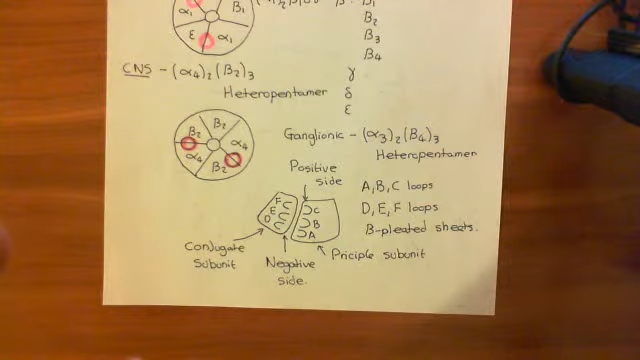 α₁ B₁ B₁
ε α₁ B₂
B₃
B₄
CNS - (α₄)₂(B₂)₃ γ
Heteropentamer δ
ε
B₂
B₂ α₄
α₄ B₂
Ganglionic - (α₃)₂(B₄)₃
Heteropentamer
Positive
side
A, B, C loops
D, E, F loops
B-pleated sheets.
F E D
C
B
A
Conjugate
Subunit
Negative
side.
Priciple subunit